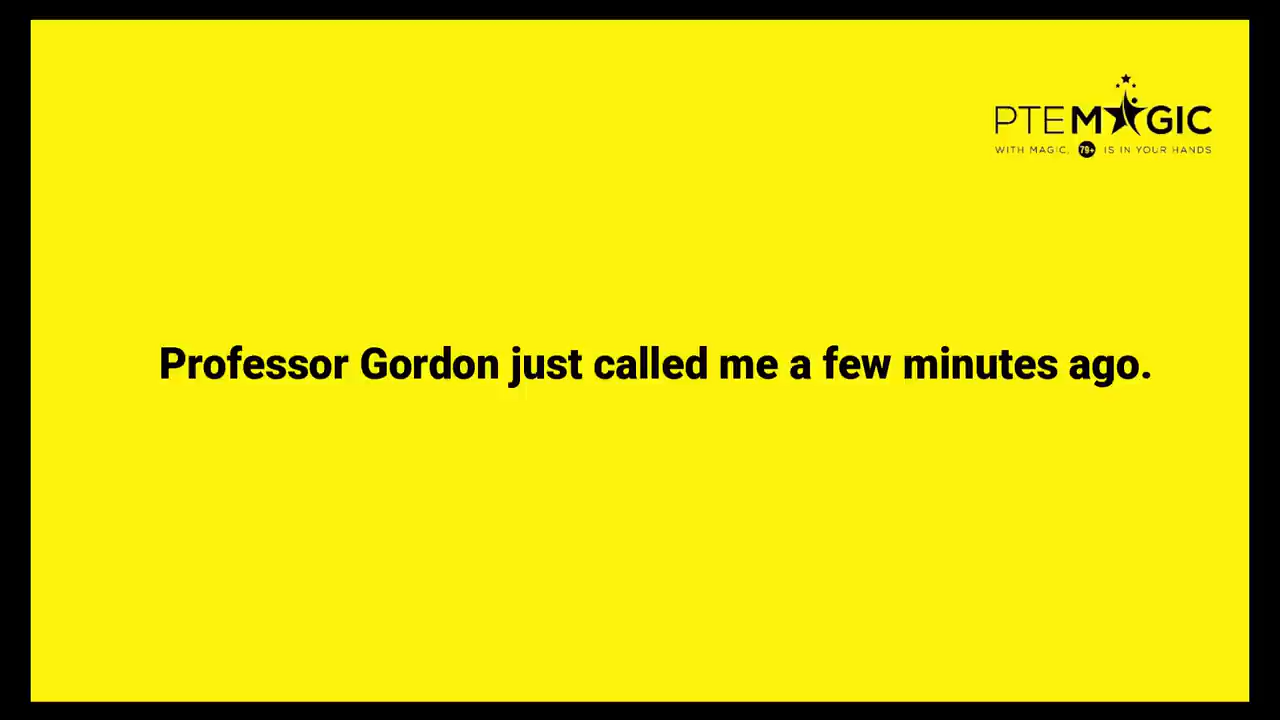 PTEMAGIC
WITH MAGIC, 79+ IS IN YOUR HANDS
Professor Gordon just called me a few minutes ago.